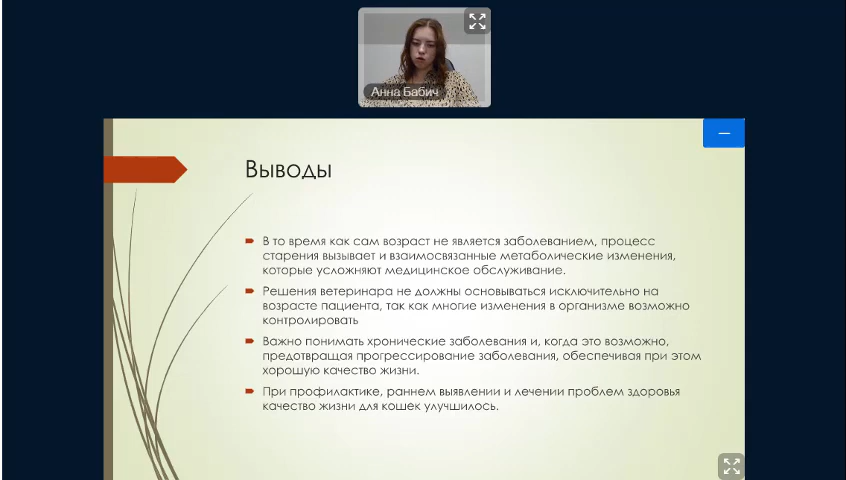 Анна Бабич
Выводы
В то время как сам возраст не является заболеванием, процесс
старения вызывает и взаимосвязанные метаболические изменения,
которые усложняют медицинское обслуживание.
Решения ветеринара не должны основываться исключительно на
возрасте пациента, так как многие изменения в организме возможно
контролировать
Важно понимать хронические заболевания и, когда это возможно,
предотвращая прогрессирование заболевания, обеспечивая при этом
хорошую качество жизни.
При профилактике, раннем выявлении и лечении проблем здоровья
качество жизни для кошек улучшилось.